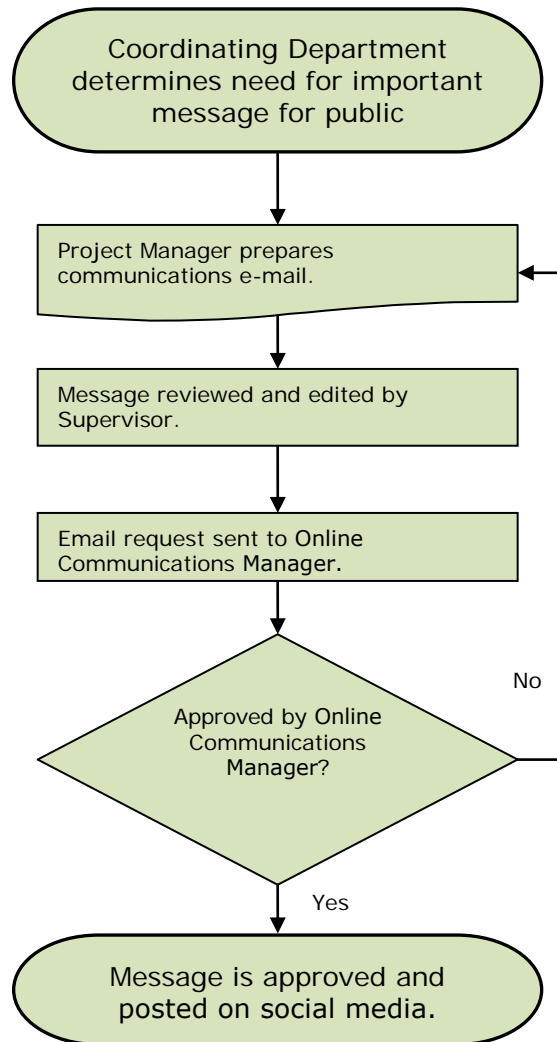 Coordinating Department
determines need for important
message for public
Project Manager prepares
communications e-mail.
Message reviewed and edited by
Supervisor.
Email request sent to Online
Communications Manager.
No
Approved by Online
Communications
Manager?
Yes
Message is approved and
posted on social media.